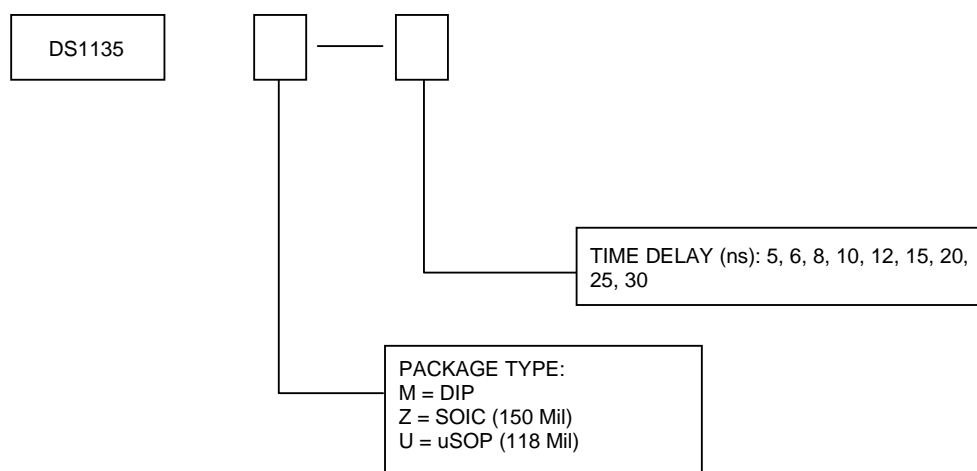 DS1135
TIME DELAY (ns): 5, 6, 8, 10, 12, 15, 20,
25, 30
PACKAGE TYPE:
M = DIP
Z = SOIC (150 Mil)
U = uSOP (118 Mil)